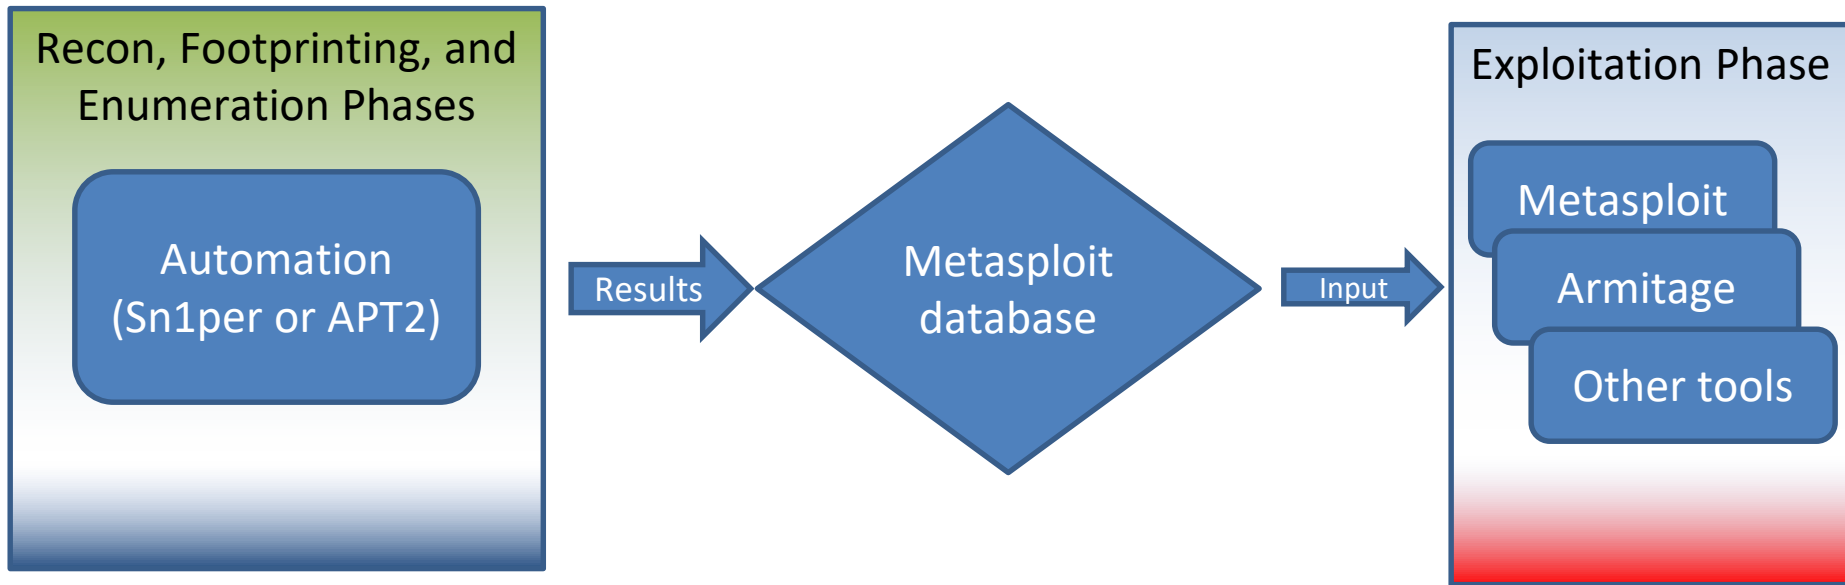 Recon, Footprinting, and
Enumeration Phases
Automation
(Sn1per or APT2)
Results
Metasploit
database
Input
Exploitation Phase
Metasploit
Armitage
Other tools